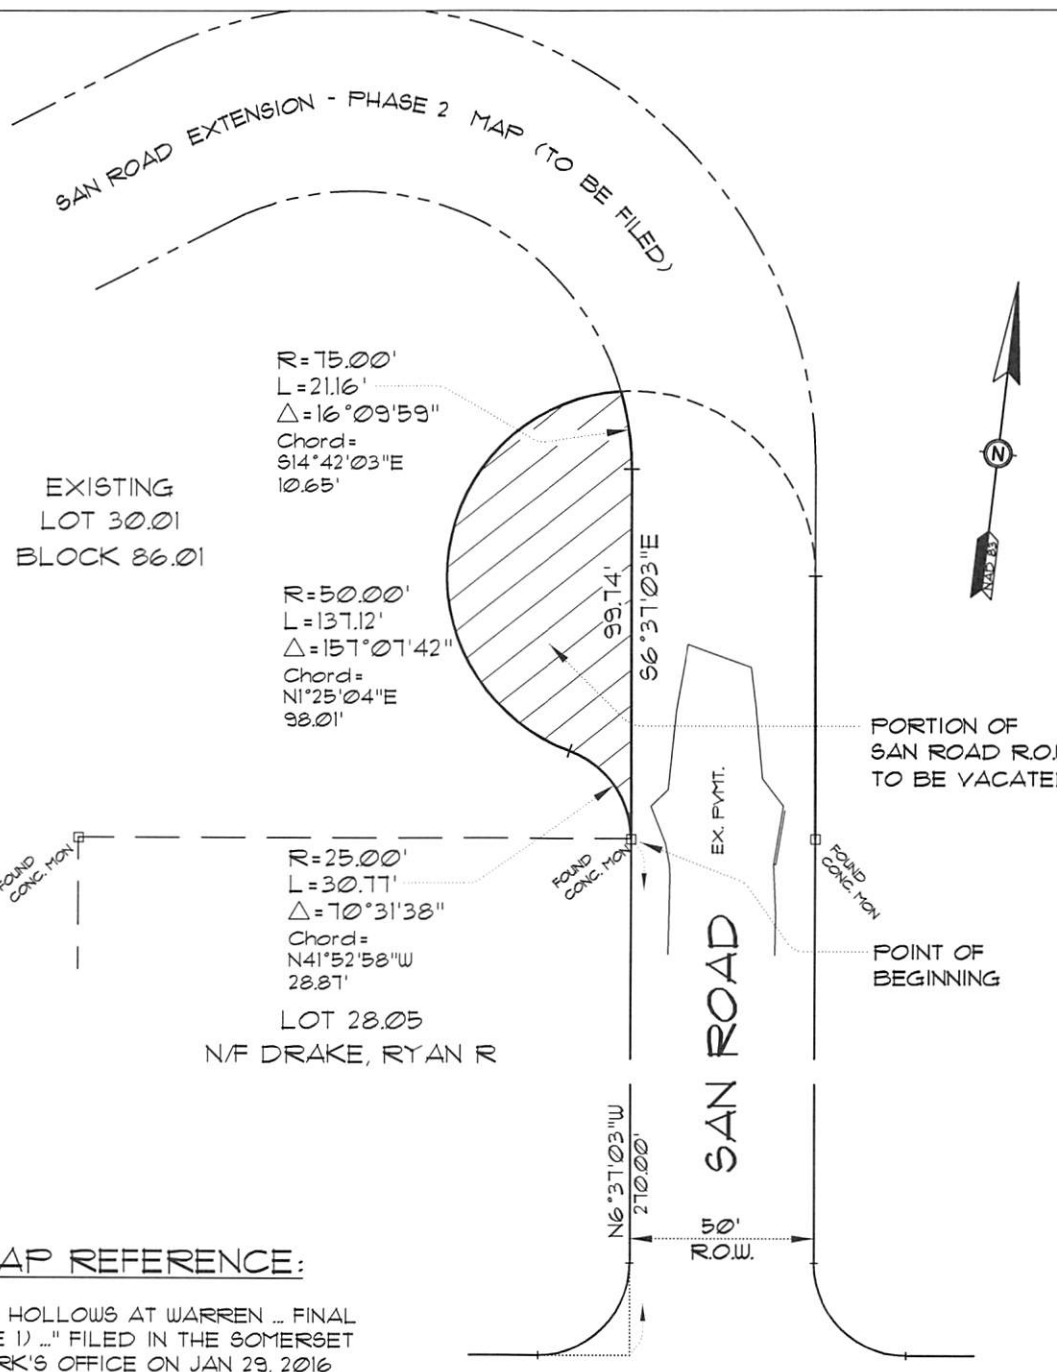 SAN ROAD EXTENSION - PHASE 2 MAP (TO BE FILED)
R=75.00'
L=21.16'
△=16°09'59"
Chord=
S14°42'03"E
10.65'
N
NAD 83
EXISTING
LOT 30.01
BLOCK 86.01
R=50.00'
L=137.12'
△=157°07'42"
Chord=
N1°25'04"E
98.01'
99.74'
S6°37'03"E
PORTION OF
SAN ROAD R.O.
TO BE VACATE
EX. PVMT.
FOUND
CONC. MON
FOUND
CONC. MON
FOUND
CONC. MON
R=25.00'
L=30.77'
△=70°31'38"
Chord=
N41°52'58"W
28.87'
POINT OF
BEGINNING
LOT 28.05
N/F DRAKE, RYAN R
SAN ROAD
N6°37'03"W
270.00'
50'
R.O.W.
AP REFERENCE:
HOLLOWS AT WARREN ... FINAL
E 1) ..." FILED IN THE SOMERSET
RK'S OFFICE ON JAN 29, 2016